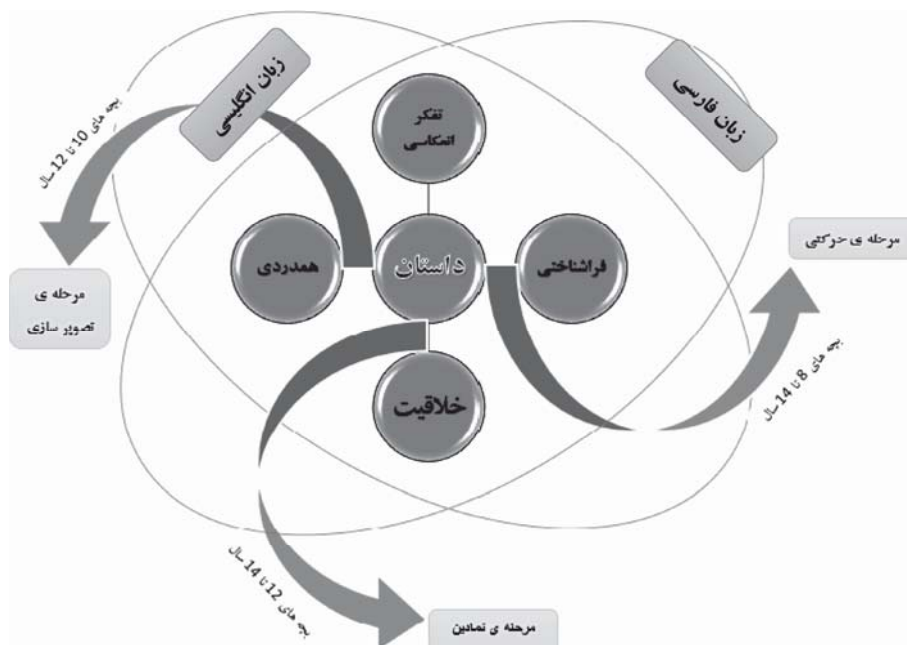 زبان فارسی
زبان انگلیسی
تفکر
انعکاسی
فراشناختی
داستان
همدردی
خلاقیت
مرحله ی حرکتی
بچه های 8 تا 14 سال
بچه های 10 تا 12 سال
مرحله ی
تصویر سازی
بچه های 12 تا 14 سال
مرحله ی نمادین